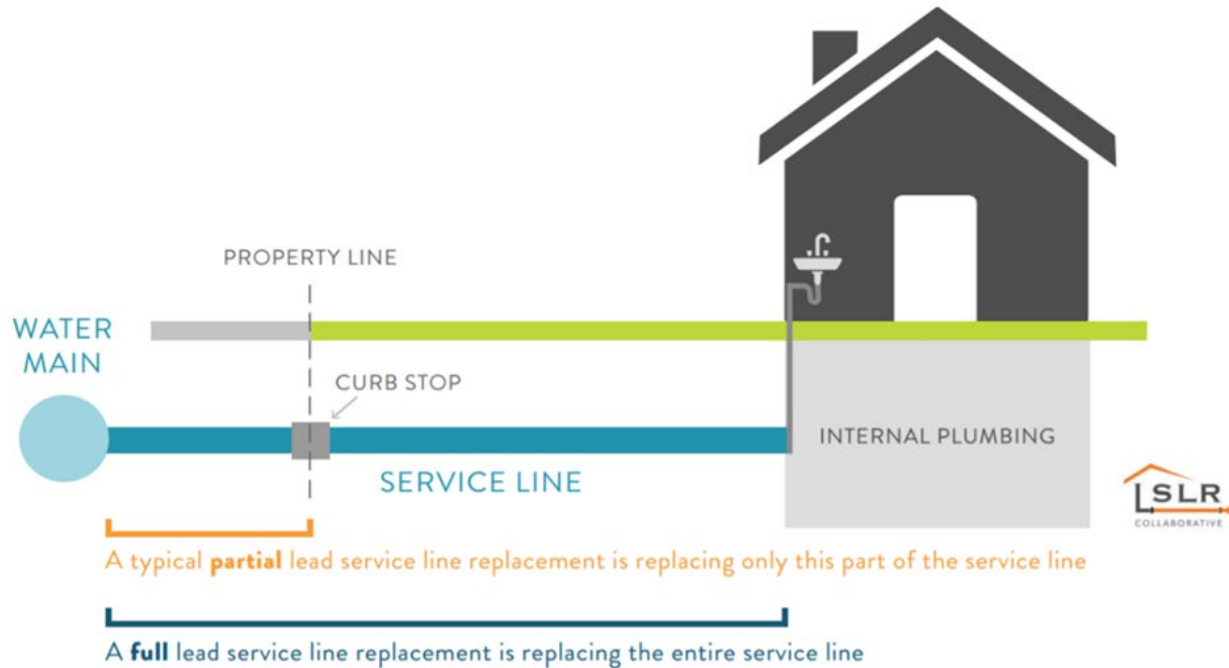 PROPERTY LINE
WATER
MAIN
CURB STOP
SERVICE LINE
INTERNAL PLUMBING
LSLR
COLLABORATIVE
A typical partial lead service line replacement is replacing only this part of the service line
A full lead service line replacement is replacing the entire service line